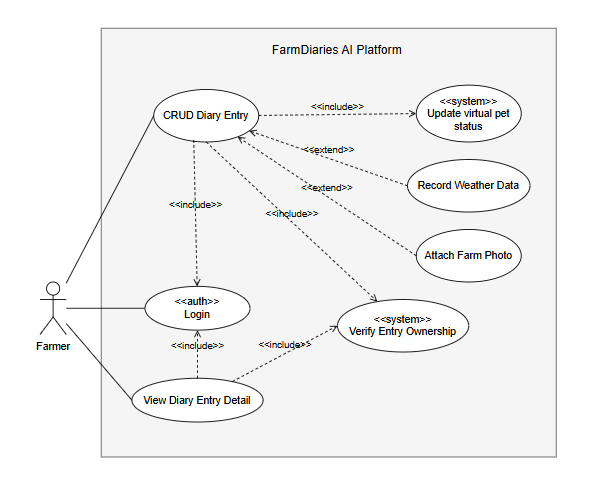 FarmDiaries AI Platform
CRUD Diary Entry
<<include>>
<<system>>
Update virtual pet
status
<<extend>>
Record Weather Data
<<extend>>
<<include>>
<<include>>
Attach Farm Photo
<<auth>>
Login
<<system>>
Verify Entry Ownership
Farmer
<<include>>
<<include>>
View Diary Entry Detail